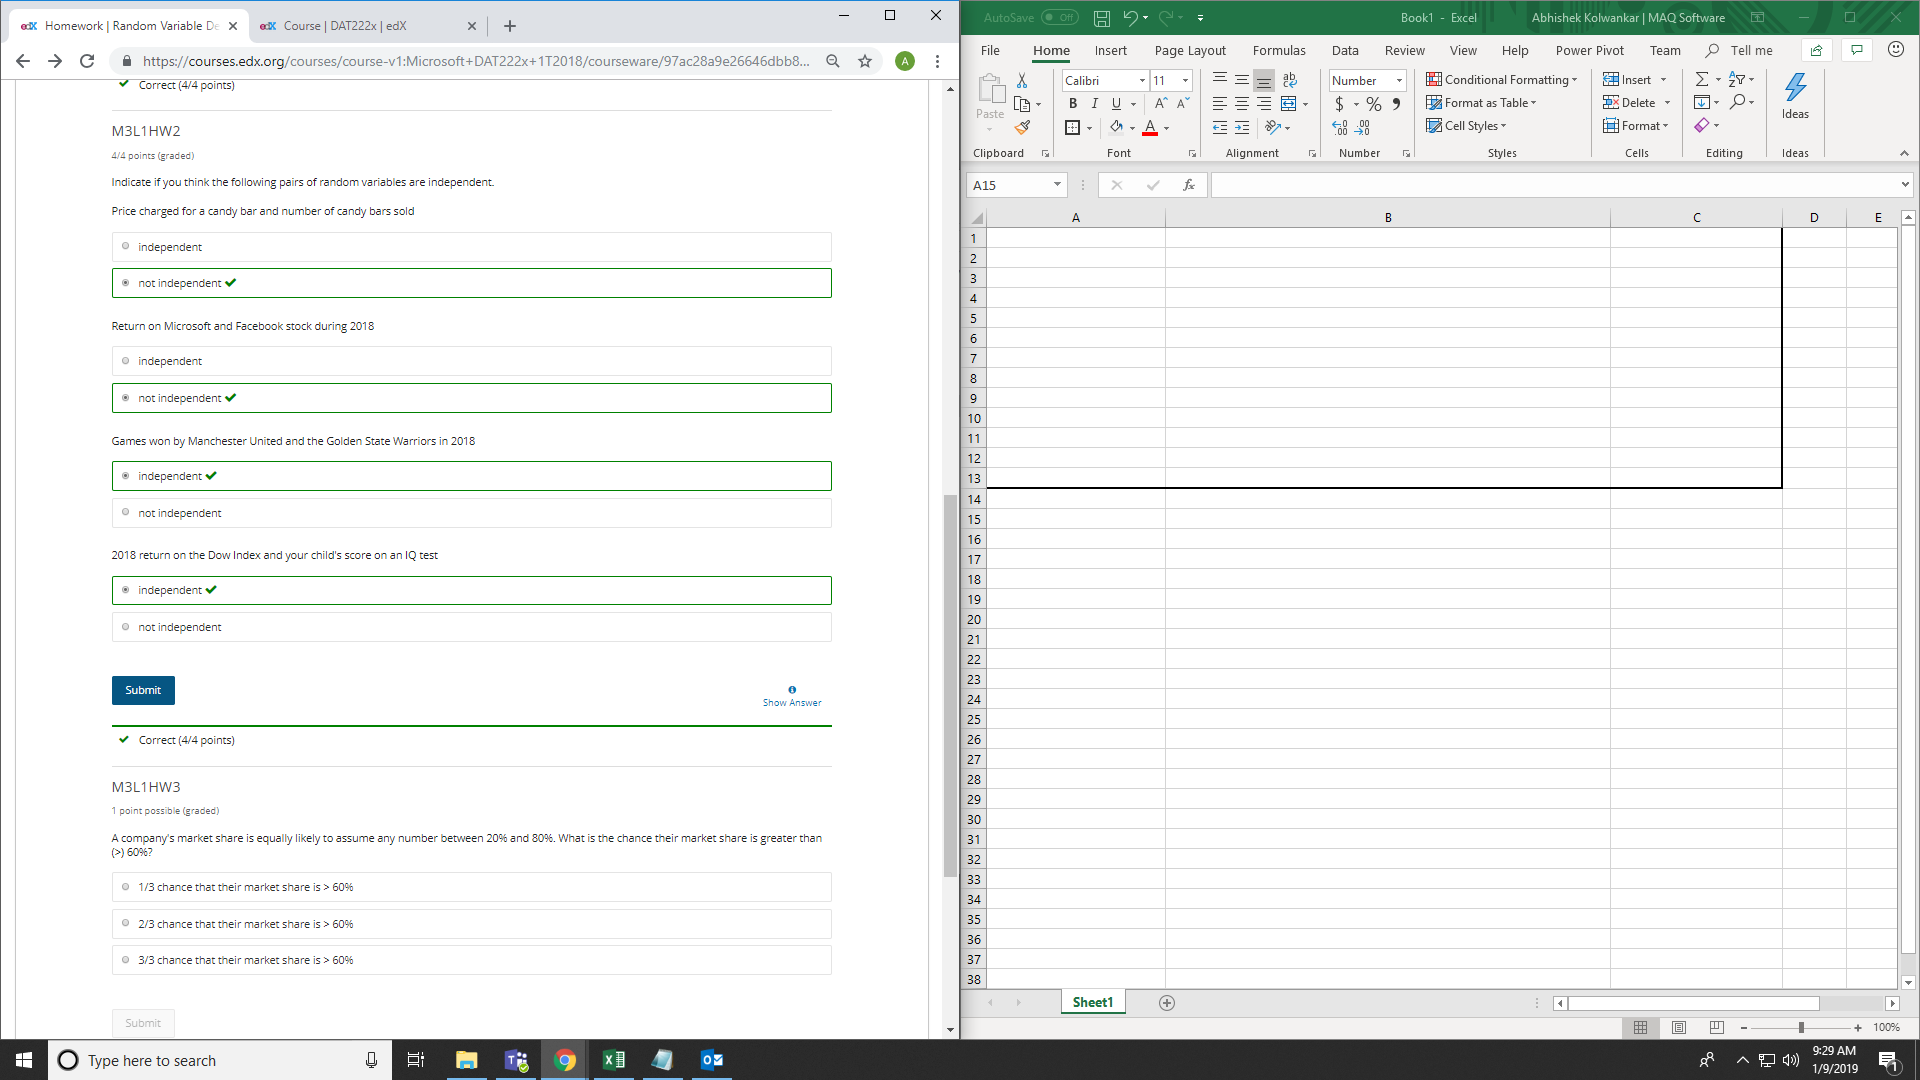 edX Homework | Random Variable De
edX Course | DAT222x | edX
https://courses.edx.org/courses/course-v1:Microsoft+DAT222x+1T2018/courseware/97ac28a9e26646dbb8...
A
Correct (4/4 points)
M3L1HW2
4/4 points (graded)
Indicate if you think the following pairs of random variables are independent.
Price charged for a candy bar and number of candy bars sold
independent
not independent
Return on Microsoft and Facebook stock during 2018
independent
not independent
Games won by Manchester United and the Golden State Warriors in 2018
independent
not independent
2018 return on the Dow Index and your child's score on an IQ test
independent
not independent
Submit
Show Answer
Correct (4/4 points)
M3L1HW3
1 point possible (graded)
A company's market share is equally likely to assume any number between 20% and 80%. What is the chance their market share is greater than
(>) 60%?
1/3 chance that their market share is > 60%
2/3 chance that their market share is > 60%
3/3 chance that their market share is > 60%
Submit
AutoSave Off
Book1 - Excel
Abhishek Kolwankar | MAQ Software
File Home Insert Page Layout Formulas Data Review View Help Power Pivot Team Tell me
Paste
Clipboard
Calibri 11
B I U A A
A
Font
ab
Alignment
Number
$ % ,
Number
Conditional Formatting
Format as Table
Cell Styles
Styles
Insert
Delete
Format
Cells
Editing
Ideas
Ideas
A15
fx
A B C D E
1
2
3
4
5
6
7
8
9
10
11
12
13
14
15
16
17
18
19
20
21
22
23
24
25
26
27
28
29
30
31
32
33
34
35
36
37
38
Sheet1
100%
Type here to search
9:29 AM
1/9/2019
1